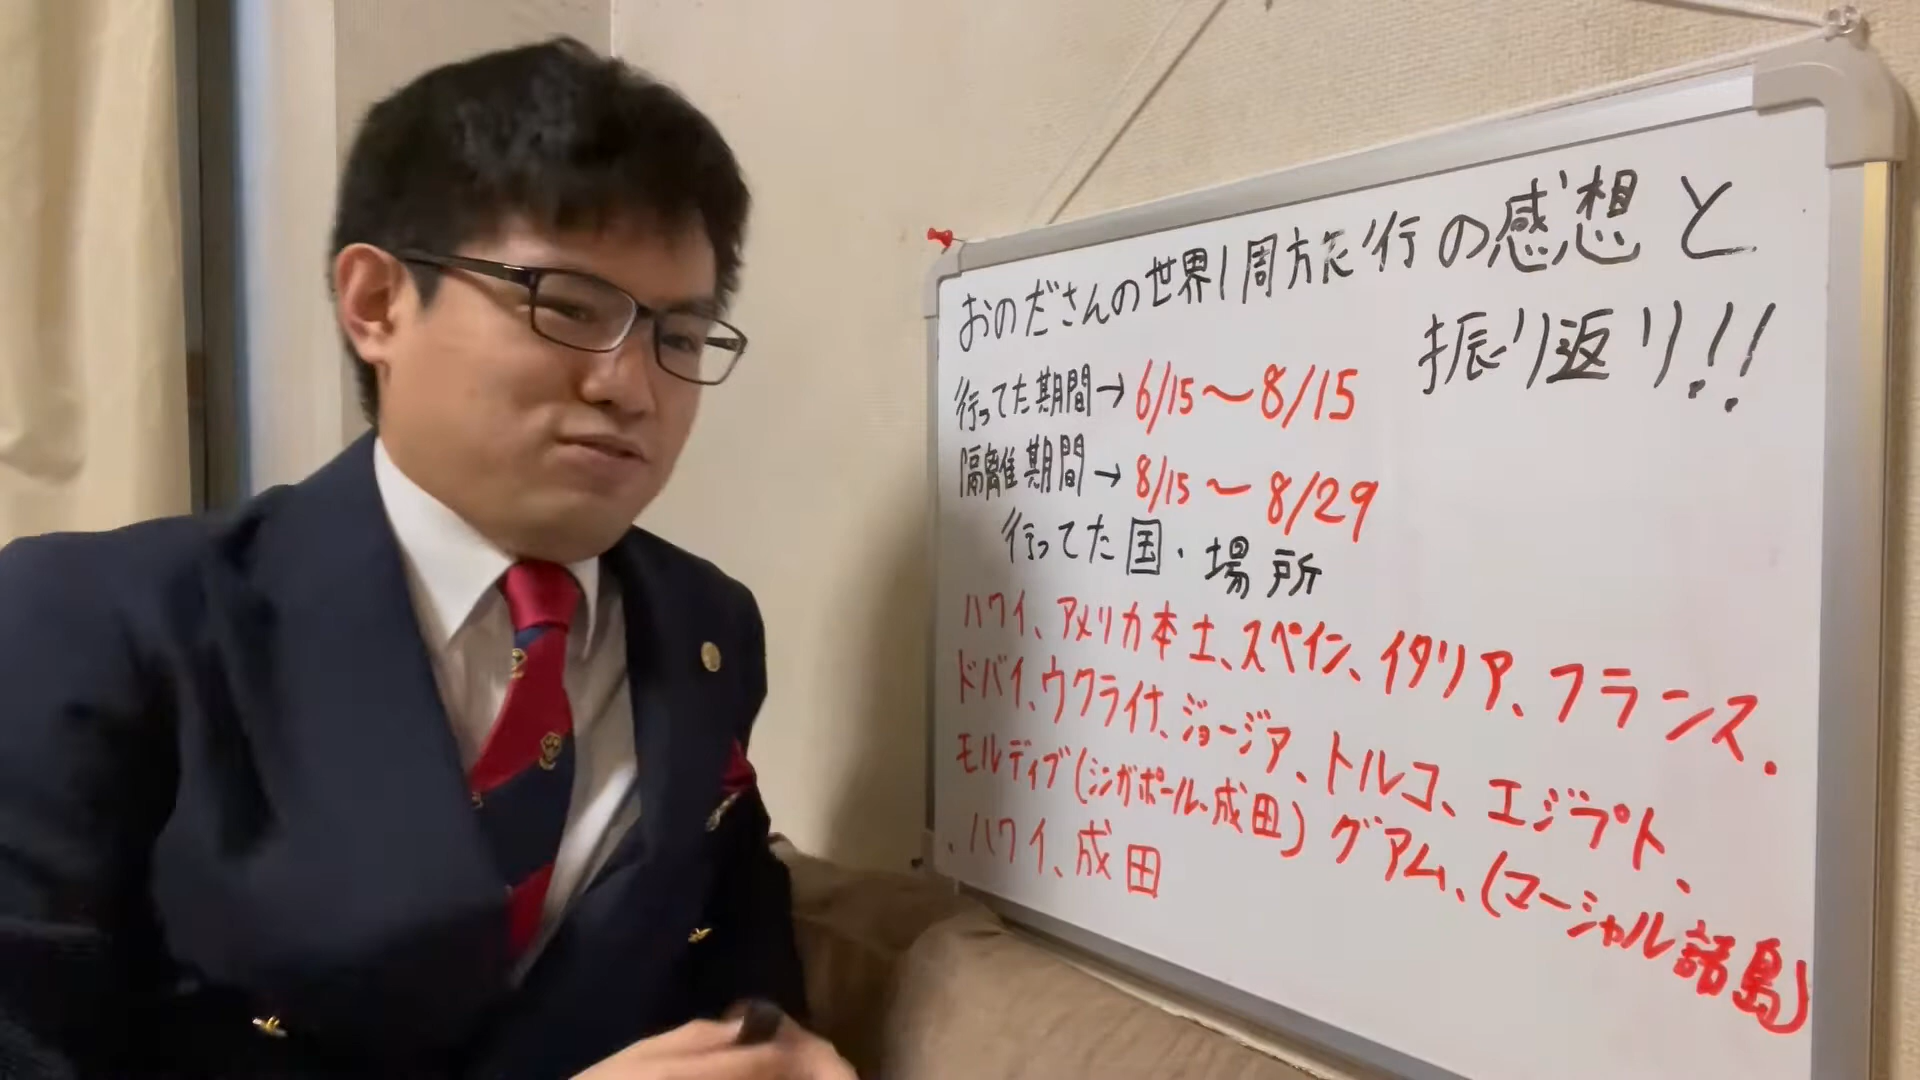 おのださんの世界1周旅行の感想と
振り返り!!
行ってた期間→6/15〜8/15
隔離期間→8/15〜8/29
行ってた国・場所
ハワイ、アメリカ本土、スペイン、イタリア、フランス、
ドバイ、ウクライナ、ジョージア、トルコ、エジプト、
モルディブ(シンガポール、成田)グアム、(マーシャル諸島)
、ハワイ、成田